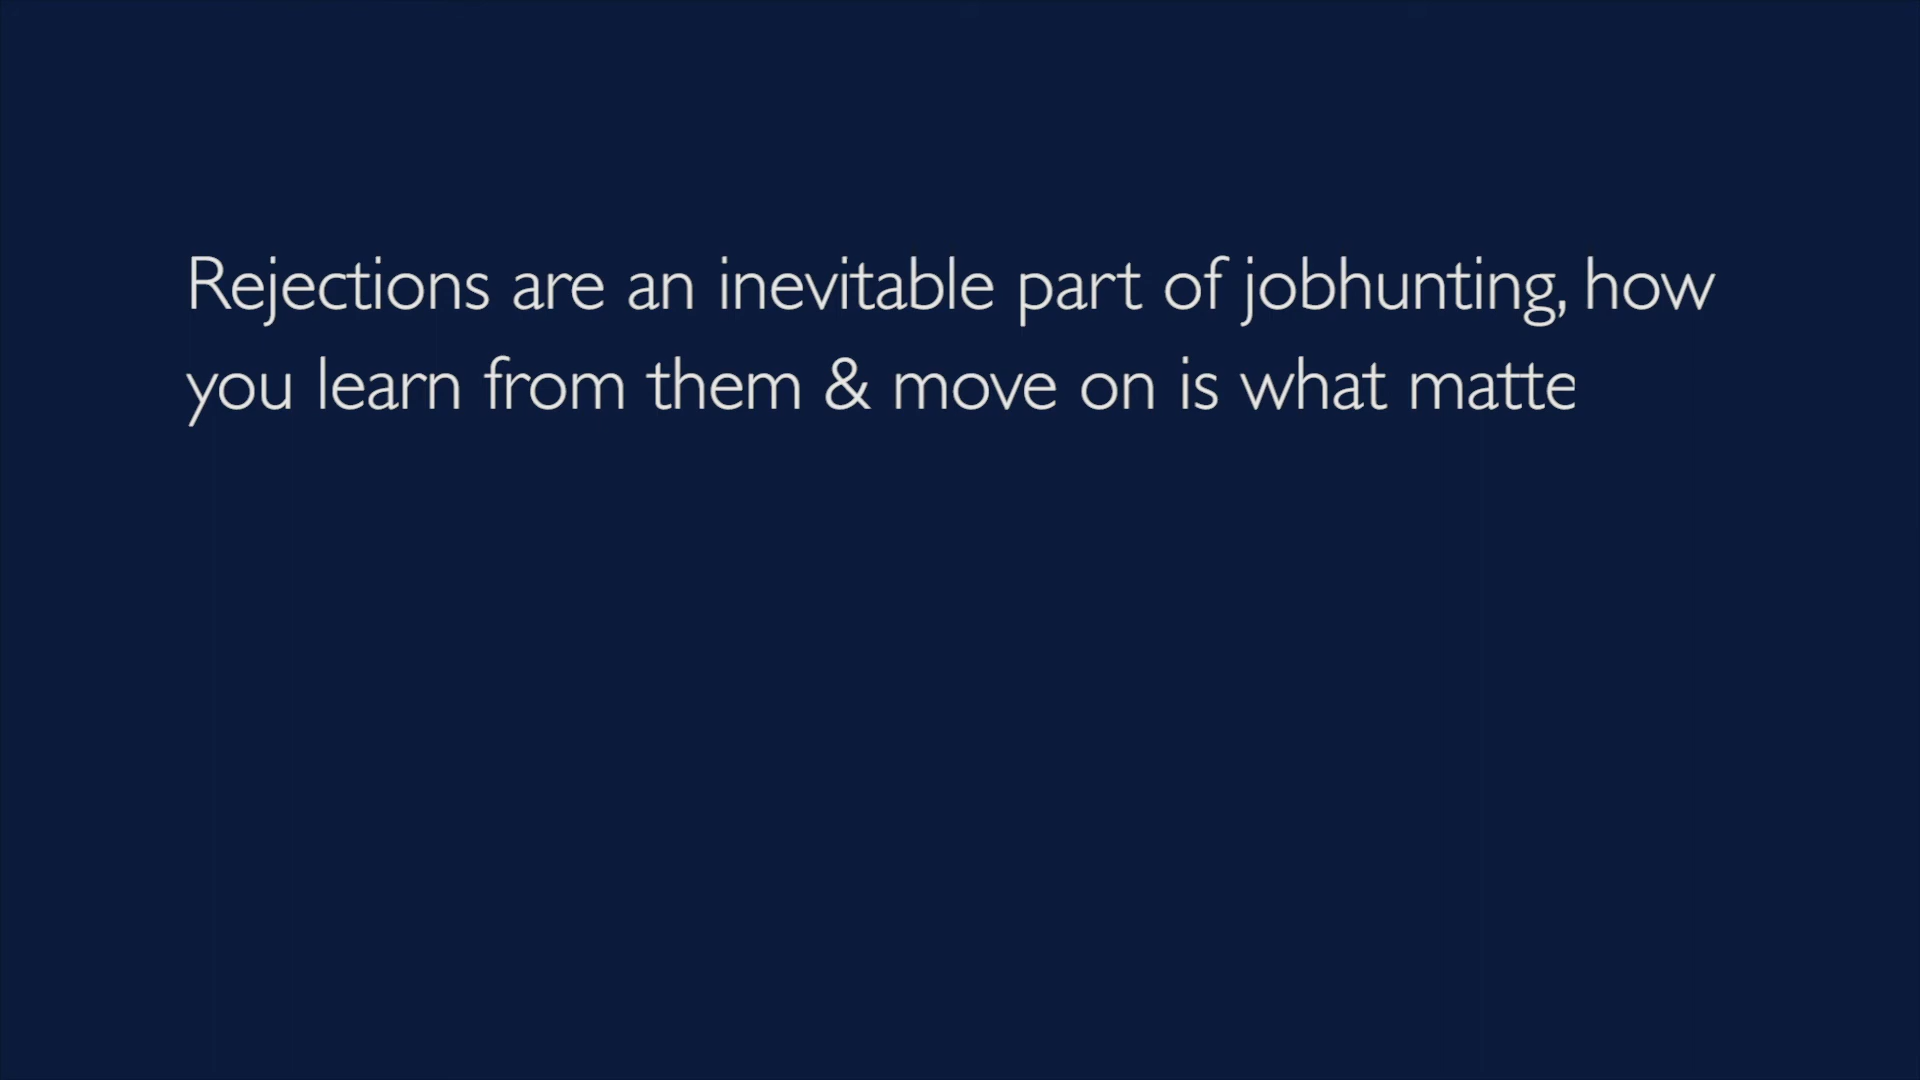 Rejections are an inevitable part of jobhunting, how
you learn from them & move on is what matte